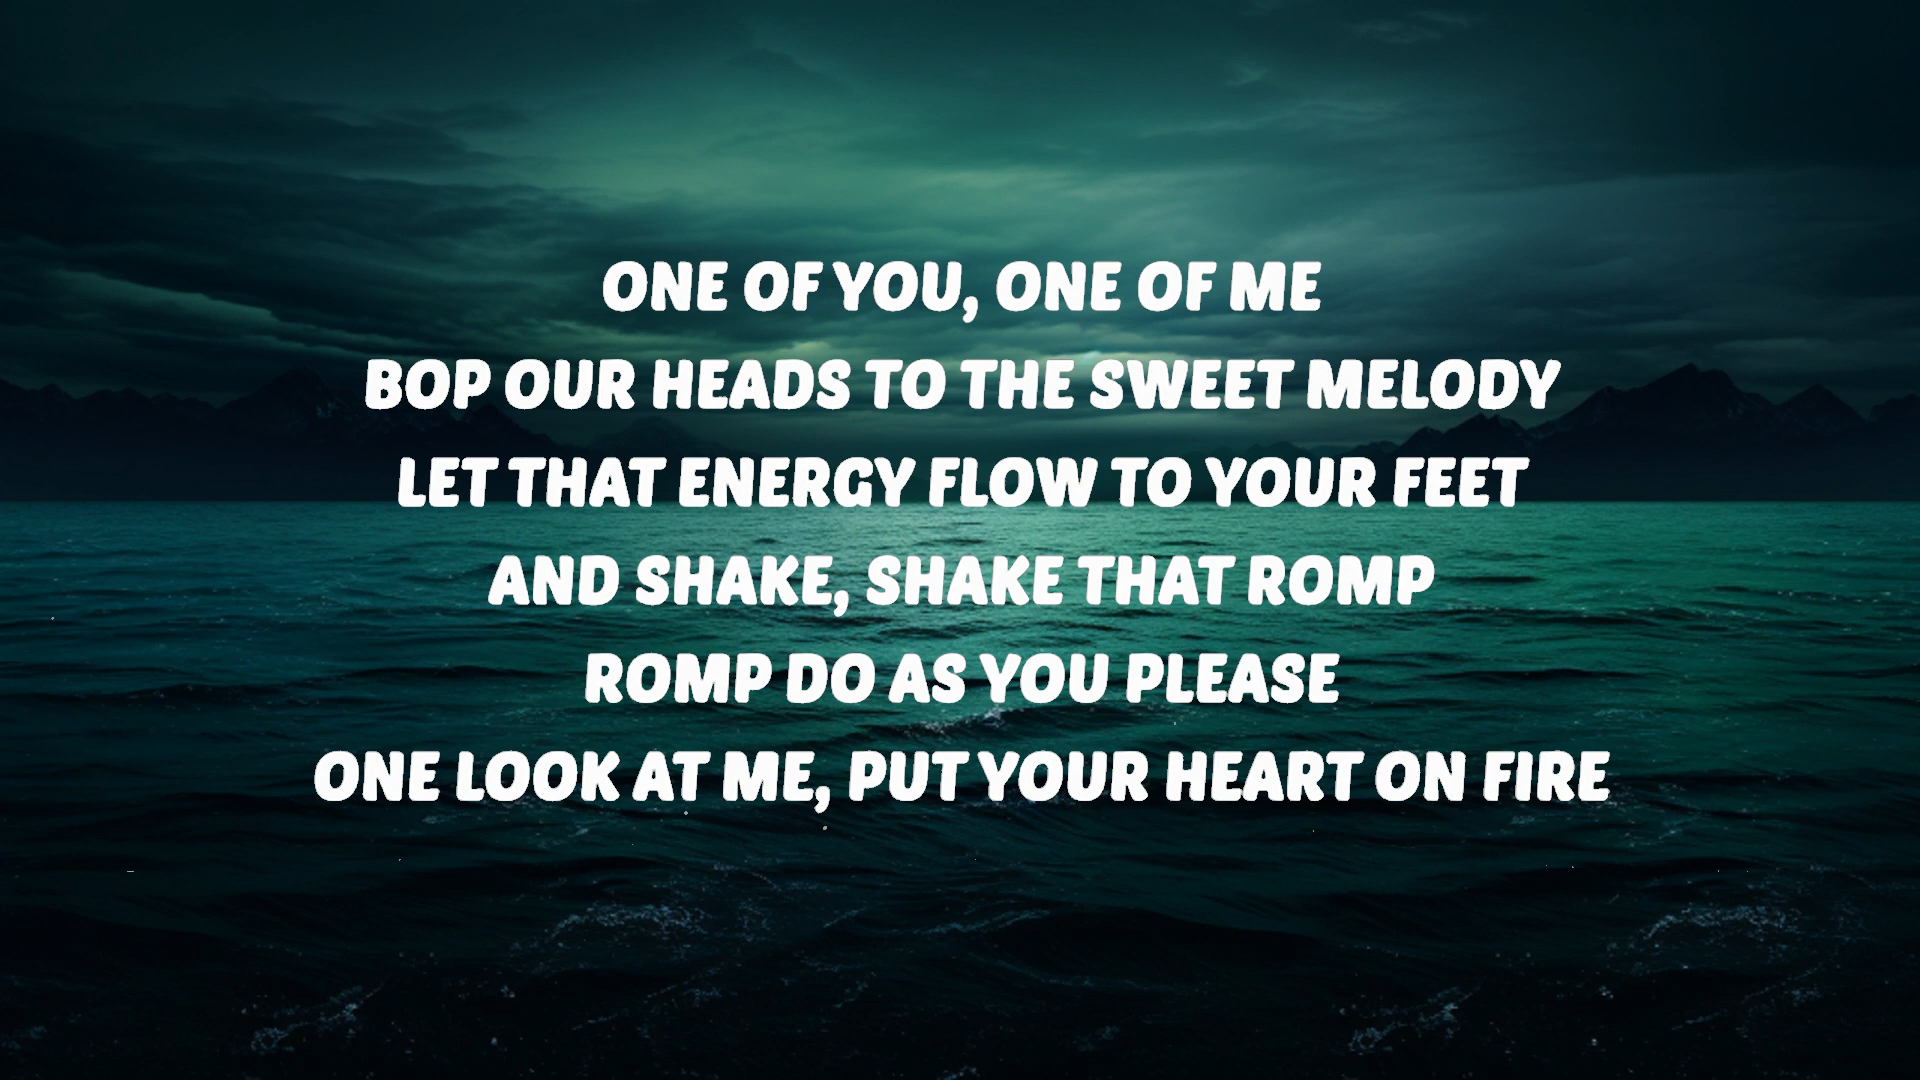 ONE OF YOU, ONE OF ME
BOP OUR HEADS TO THE SWEET MELODY
LET THAT ENERGY FLOW TO YOUR FEET
AND SHAKE, SHAKE THAT ROMP
ROMP DO AS YOU PLEASE
ONE LOOK AT ME, PUT YOUR HEART ON FIRE